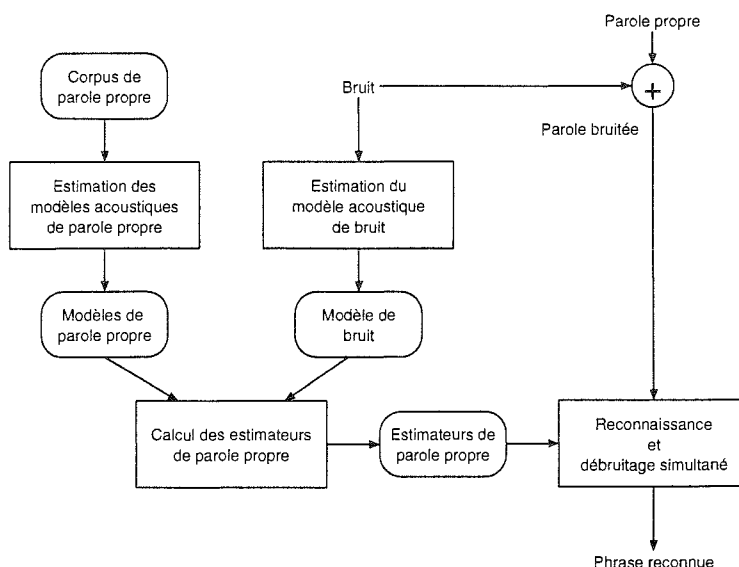 Parole propre
Corpus de
parole propre
Bruit
+
Parole bruitée
Estimation des
modèles acoustiques
de parole propre
Estimation du
modèle acoustique
de bruit
Modèles de
parole propre
Modèle de
bruit
Calcul des estimateurs
de parole propre
Estimateurs de
parole propre
Reconnaissance
et
débruitage simultané
Phrase reconnue